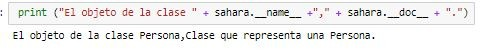 : print ("El objeto de la clase " + sahara.__name__ +"," + sahara.__doc__ + ".")
El objeto de la clase Persona,Clase que representa una Persona.